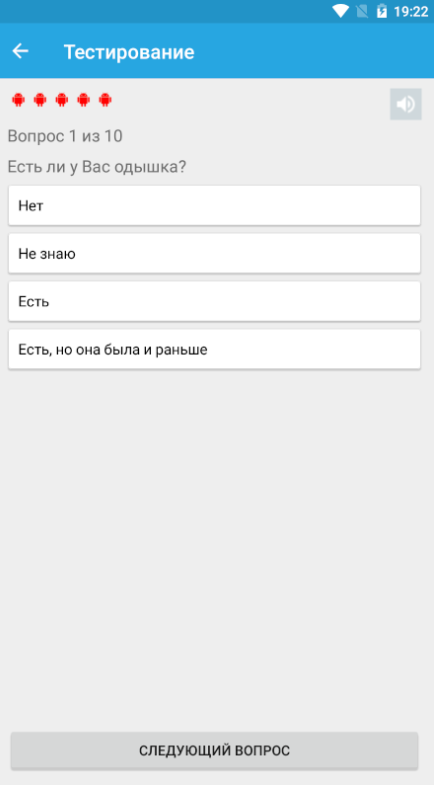 19:22
Тестирование
Вопрос 1 из 10
Есть ли у Вас одышка?
Нет
Не знаю
Есть
Есть, но она была и раньше
СЛЕДУЮЩИЙ ВОПРОС